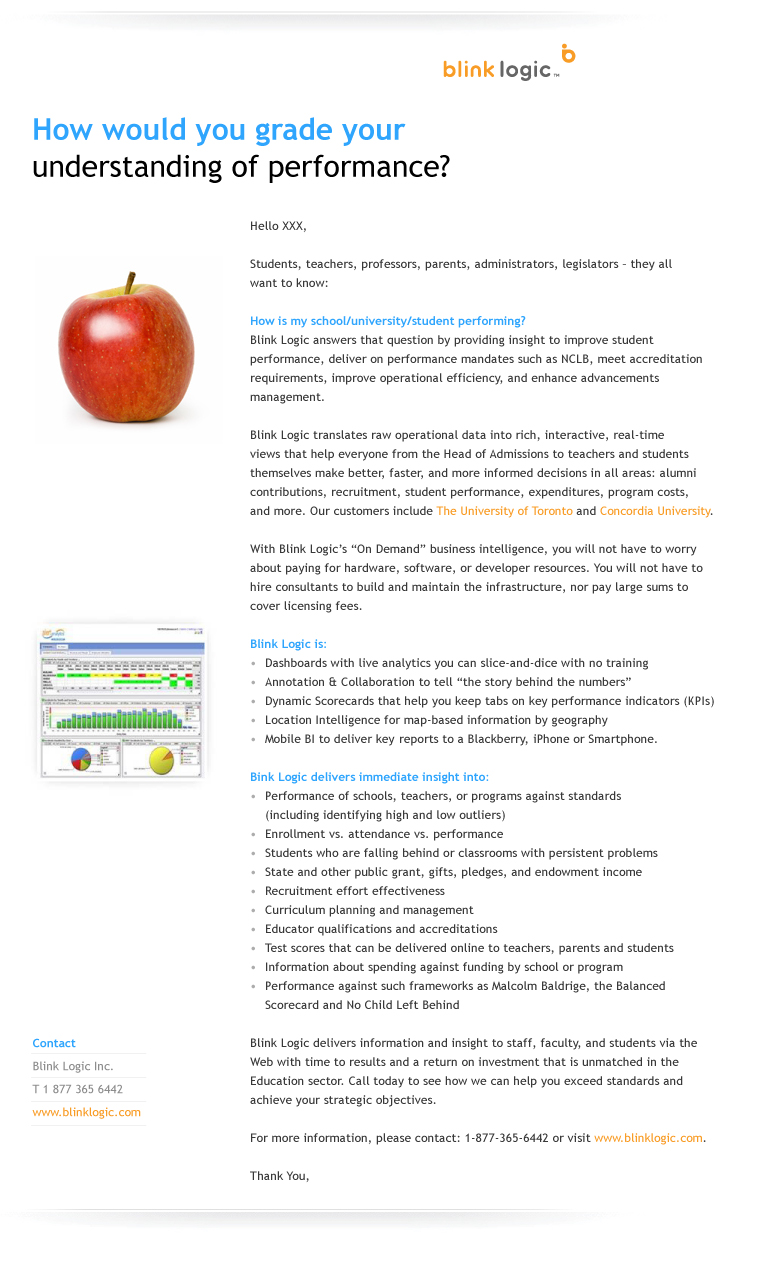 blink logic™
How would you grade your
understanding of performance?
Hello XXX,
Students, teachers, professors, parents, administrators, legislators – they all
want to know:
How is my school/university/student performing?
Blink Logic answers that question by providing insight to improve student
performance, deliver on performance mandates such as NCLB, meet accreditation
requirements, improve operational efficiency, and enhance advancements
management.
Blink Logic translates raw operational data into rich, interactive, real-time
views that help everyone from the Head of Admissions to teachers and students
themselves make better, faster, and more informed decisions in all areas: alumni
contributions, recruitment, student performance, expenditures, program costs,
and more. Our customers include The University of Toronto and Concordia University.
With Blink Logic’s “On Demand” business intelligence, you will not have to worry
about paying for hardware, software, or developer resources. You will not have to
hire consultants to build and maintain the infrastructure, nor pay large sums to
cover licensing fees.
Blink Logic is:
• Dashboards with live analytics you can slice-and-dice with no training
• Annotation & Collaboration to tell “the story behind the numbers”
• Dynamic Scorecards that help you keep tabs on key performance indicators (KPIs)
• Location Intelligence for map-based information by geography
• Mobile BI to deliver key reports to a Blackberry, iPhone or Smartphone.
Bink Logic delivers immediate insight into:
• Performance of schools, teachers, or programs against standards
(including identifying high and low outliers)
• Enrollment vs. attendance vs. performance
• Students who are falling behind or classrooms with persistent problems
• State and other public grant, gifts, pledges, and endowment income
• Recruitment effort effectiveness
• Curriculum planning and management
• Educator qualifications and accreditations
• Test scores that can be delivered online to teachers, parents and students
• Information about spending against funding by school or program
• Performance against such frameworks as Malcolm Baldrige, the Balanced
Scorecard and No Child Left Behind
Blink Logic delivers information and insight to staff, faculty, and students via the
Web with time to results and a return on investment that is unmatched in the
Education sector. Call today to see how we can help you exceed standards and
achieve your strategic objectives.
For more information, please contact: 1-877-365-6442 or visit www.blinklogic.com.
Thank You,
Contact
Blink Logic Inc.
T 1 877 365 6442
www.blinklogic.com